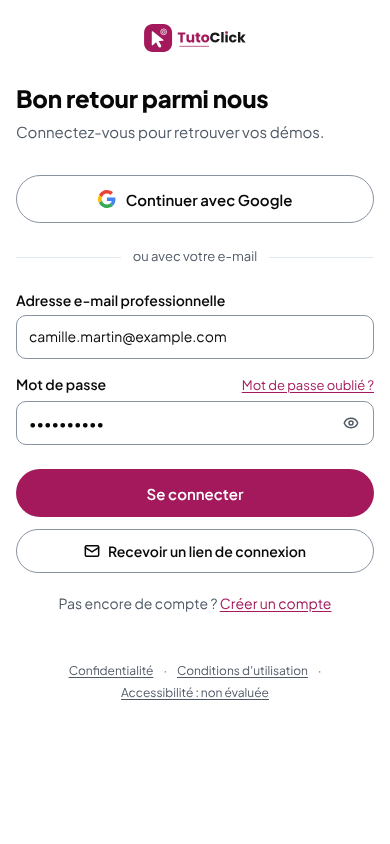 TutoClick
Bon retour parmi nous
Connectez-vous pour retrouver vos démos.
Continuer avec Google
ou avec votre e-mail
Adresse e-mail professionnelle
camille.martin@example.com
Mot de passe
Mot de passe oublié ?
••••••••••
Se connecter
Recevoir un lien de connexion
Pas encore de compte ? Créer un compte
Confidentialité · Conditions d'utilisation ·
Accessibilité : non évaluée